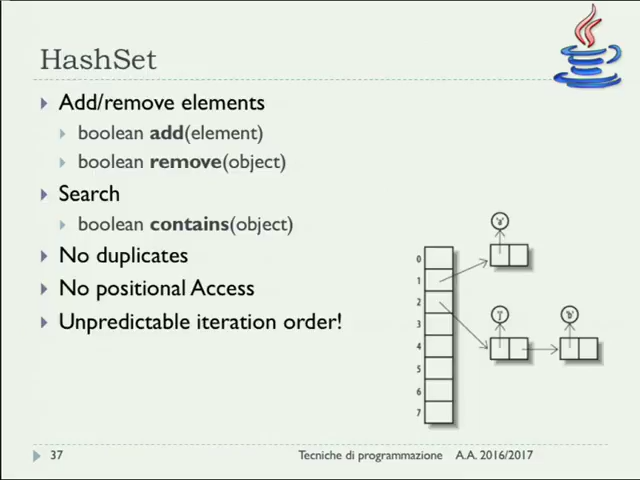 HashSet
Add/remove elements
boolean add(element)
boolean remove(object)
Search
boolean contains(object)
No duplicates
No positional Access
Unpredictable iteration order!
0
1
2
3
4
5
6
7
37
Tecniche di programmazione A.A. 2016/2017